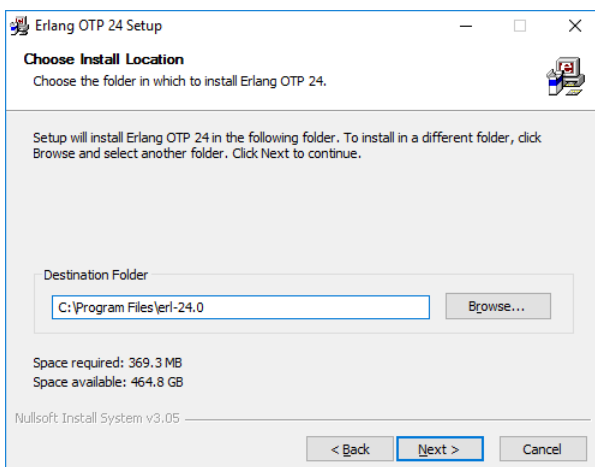 Erlang OTP 24 Setup
Choose Install Location
Choose the folder in which to install Erlang OTP 24.
Setup will install Erlang OTP 24 in the following folder. To install in a different folder, click
Browse and select another folder. Click Next to continue.
Destination Folder
C:\Program Files\erl-24.0
Browse...
Space required: 369.3 MB
Space available: 464.8 GB
Nullsoft Install System v3.05
< Back
Next >
Cancel